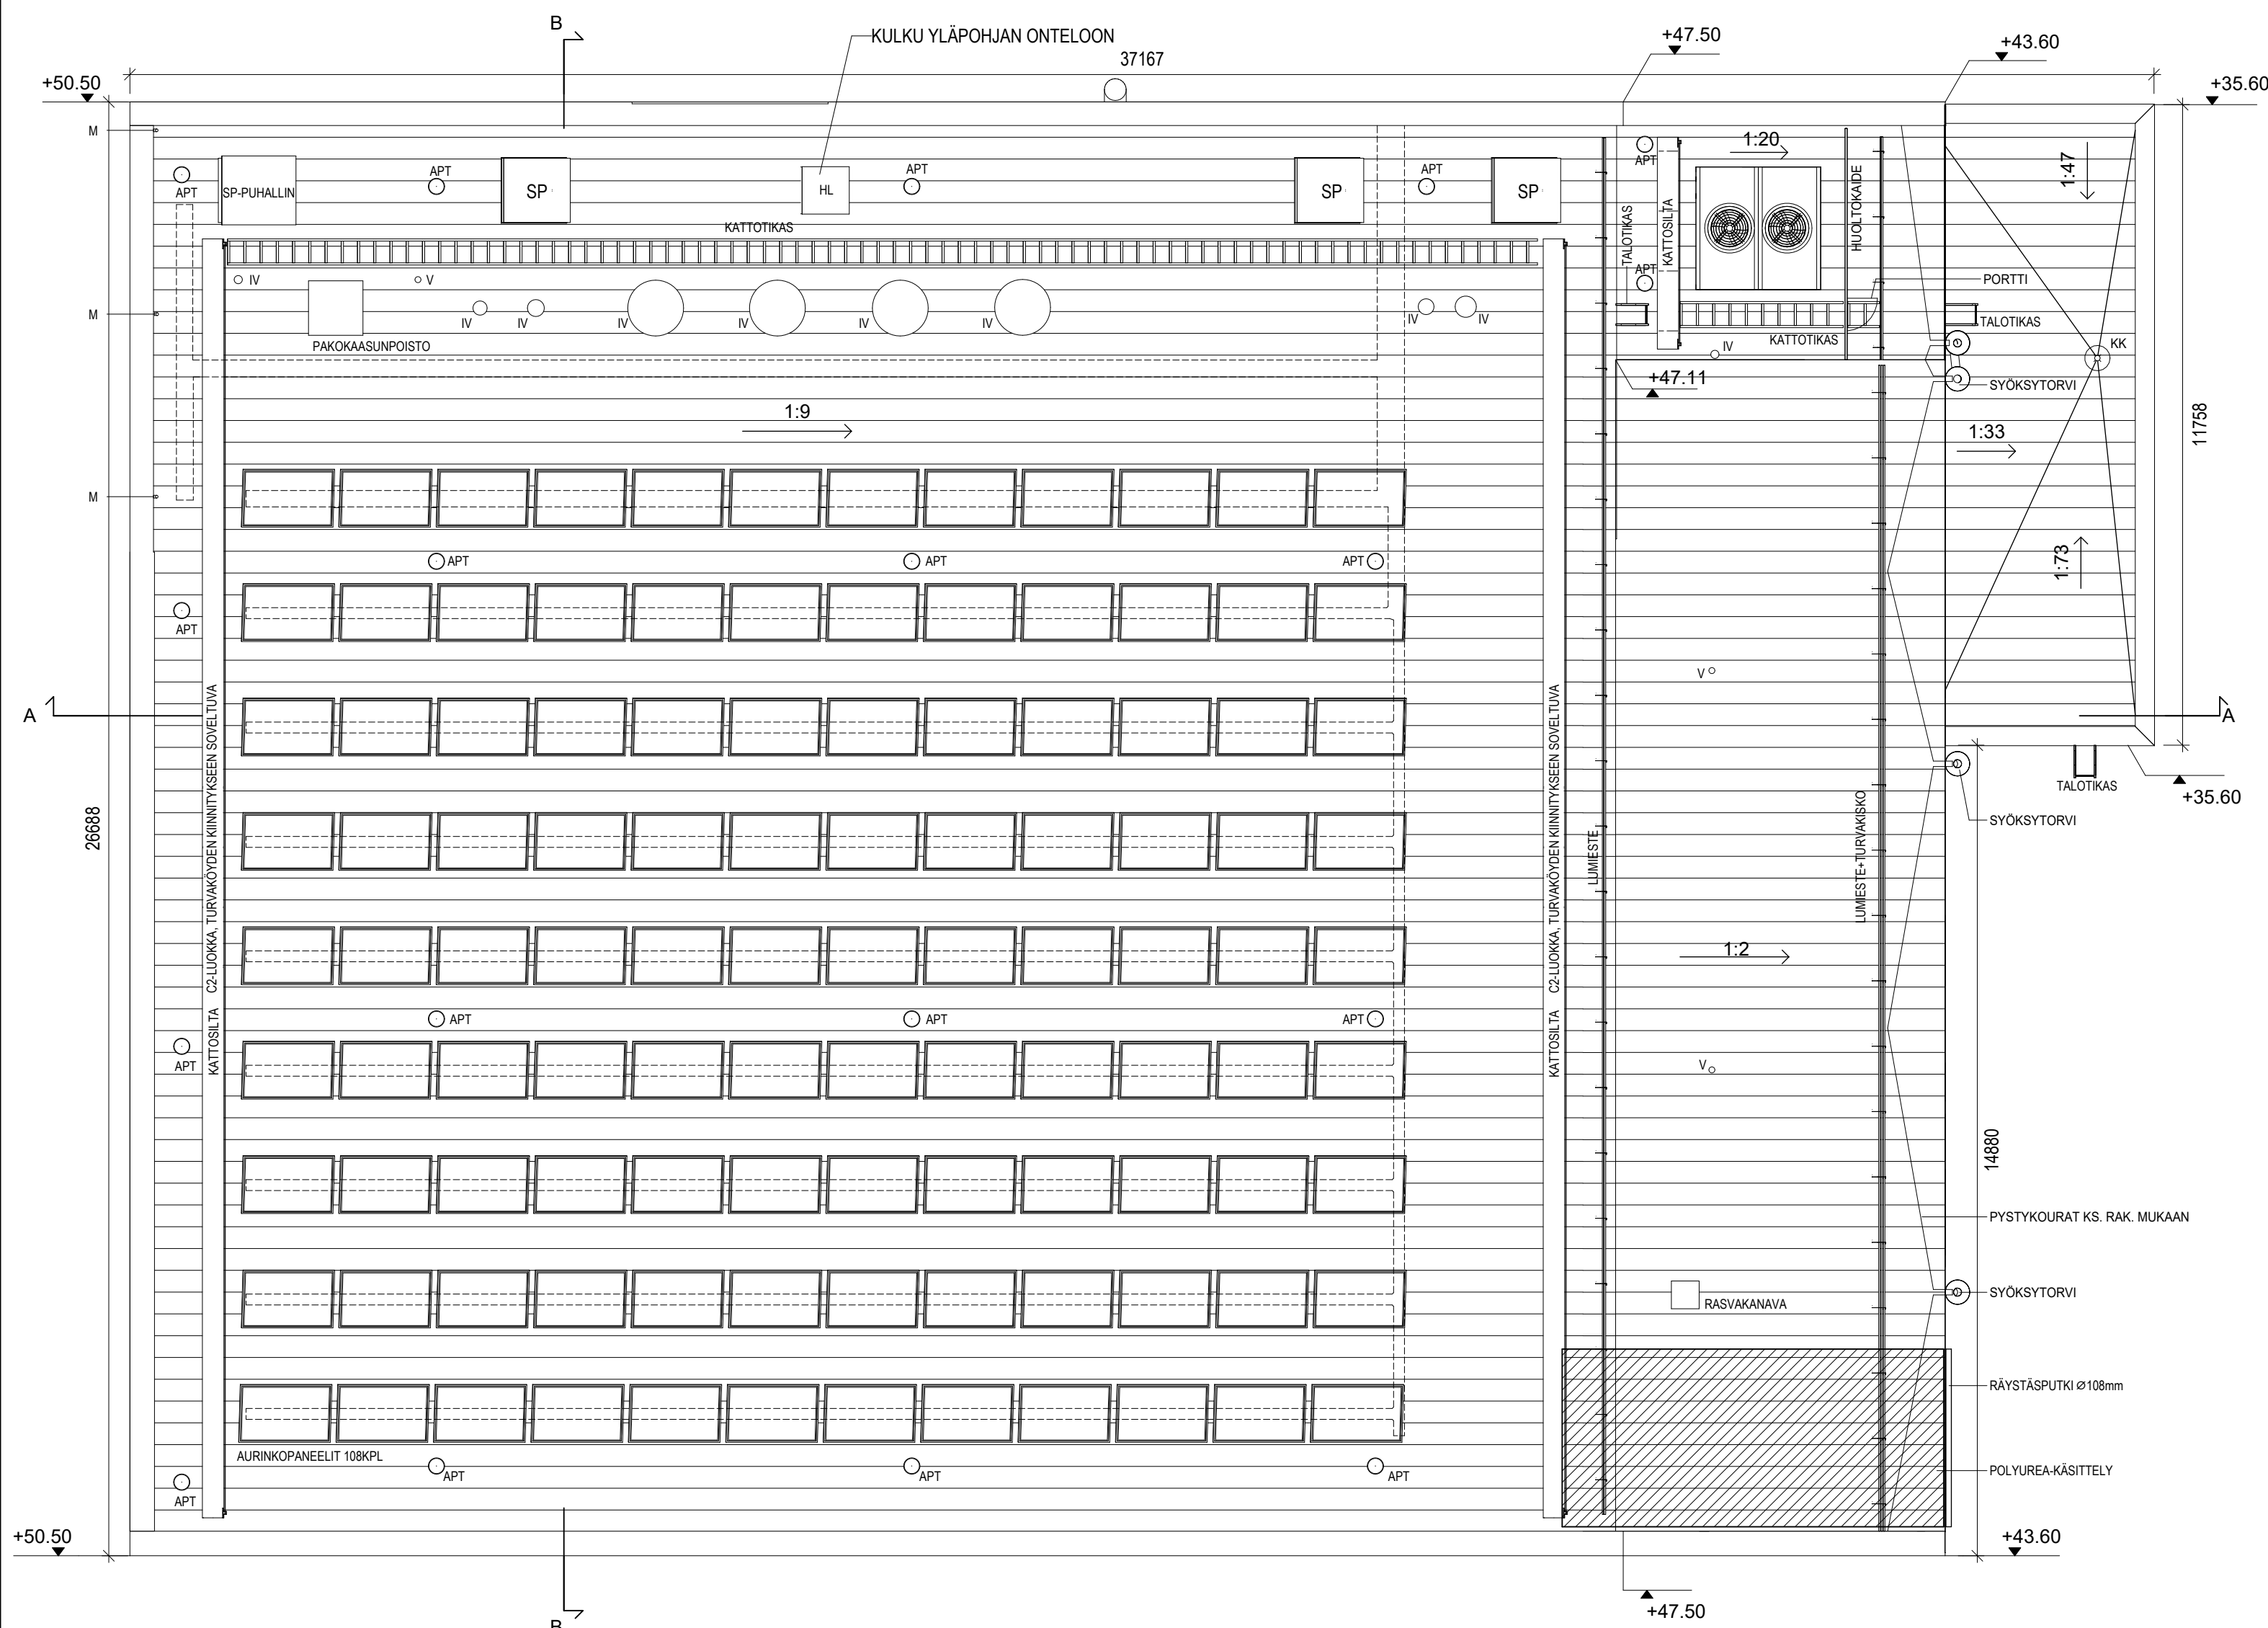 B
KULKU YLÄPOHJAN ONTELOON
37167
+47.50
+43.60
+50.50
+35.60
M
APT
SP-PUHALLIN
APT
SP
HL
APT
SP
APT
SP
APT
1:20
1:47
KATTOTIKAS
TALOTIKAS
KATTOSILTA
HUOLTOKAIDE
APT
PORTTI
IV
V
M
IV
IV
IV
IV
IV
IV
IV
IV
PAKOKAASUNPOISTO
IV
KATTOTIKAS
TALOTIKAS
KK
+47.11
SYÖKSYTORVI
1:9
1:33
11758
M
APT
APT
APT
1:73
APT
V
A
A
KATTOSILTA C2-LUOKKA, TURVAKÖYDEN KIINNITYKSEEN SOVELTUVA
KATTOSILTA C2-LUOKKA, TURVAKÖYDEN KIINNITYKSEEN SOVELTUVA
LUMIESTE
LUMIESTE+TURVAKISKO
TALOTIKAS
+35.60
SYÖKSYTORVI
26688
1:2
APT
APT
APT
APT
V
14880
PYSTYKOURAT KS. RAK. MUKAAN
RASVAKANAVA
SYÖKSYTORVI
RÄYSTÄSPUTKI Ø108mm
AURINKOPANEELIT 108KPL
APT
APT
APT
APT
POLYUREA-KÄSITTELY
+50.50
+43.60
+47.50
B